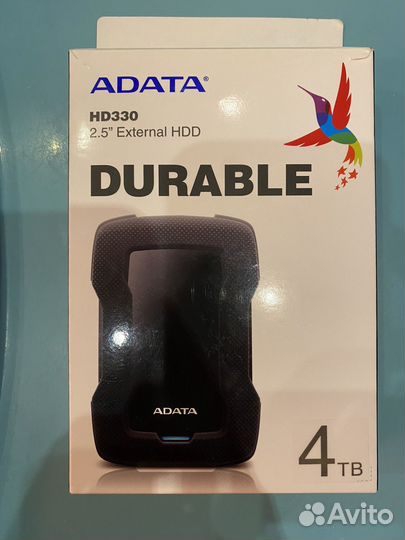 ADATA®
HD330
2.5" External HDD
DURABLE
ADATA
4TB
Avito